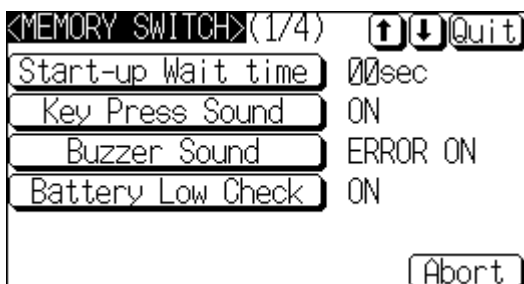 <MEMORY SWITCH>(1/4) ↑ ↓ Quit
Start-up Wait time 00sec
Key Press Sound ON
Buzzer Sound ERROR ON
Battery Low Check ON
Abort